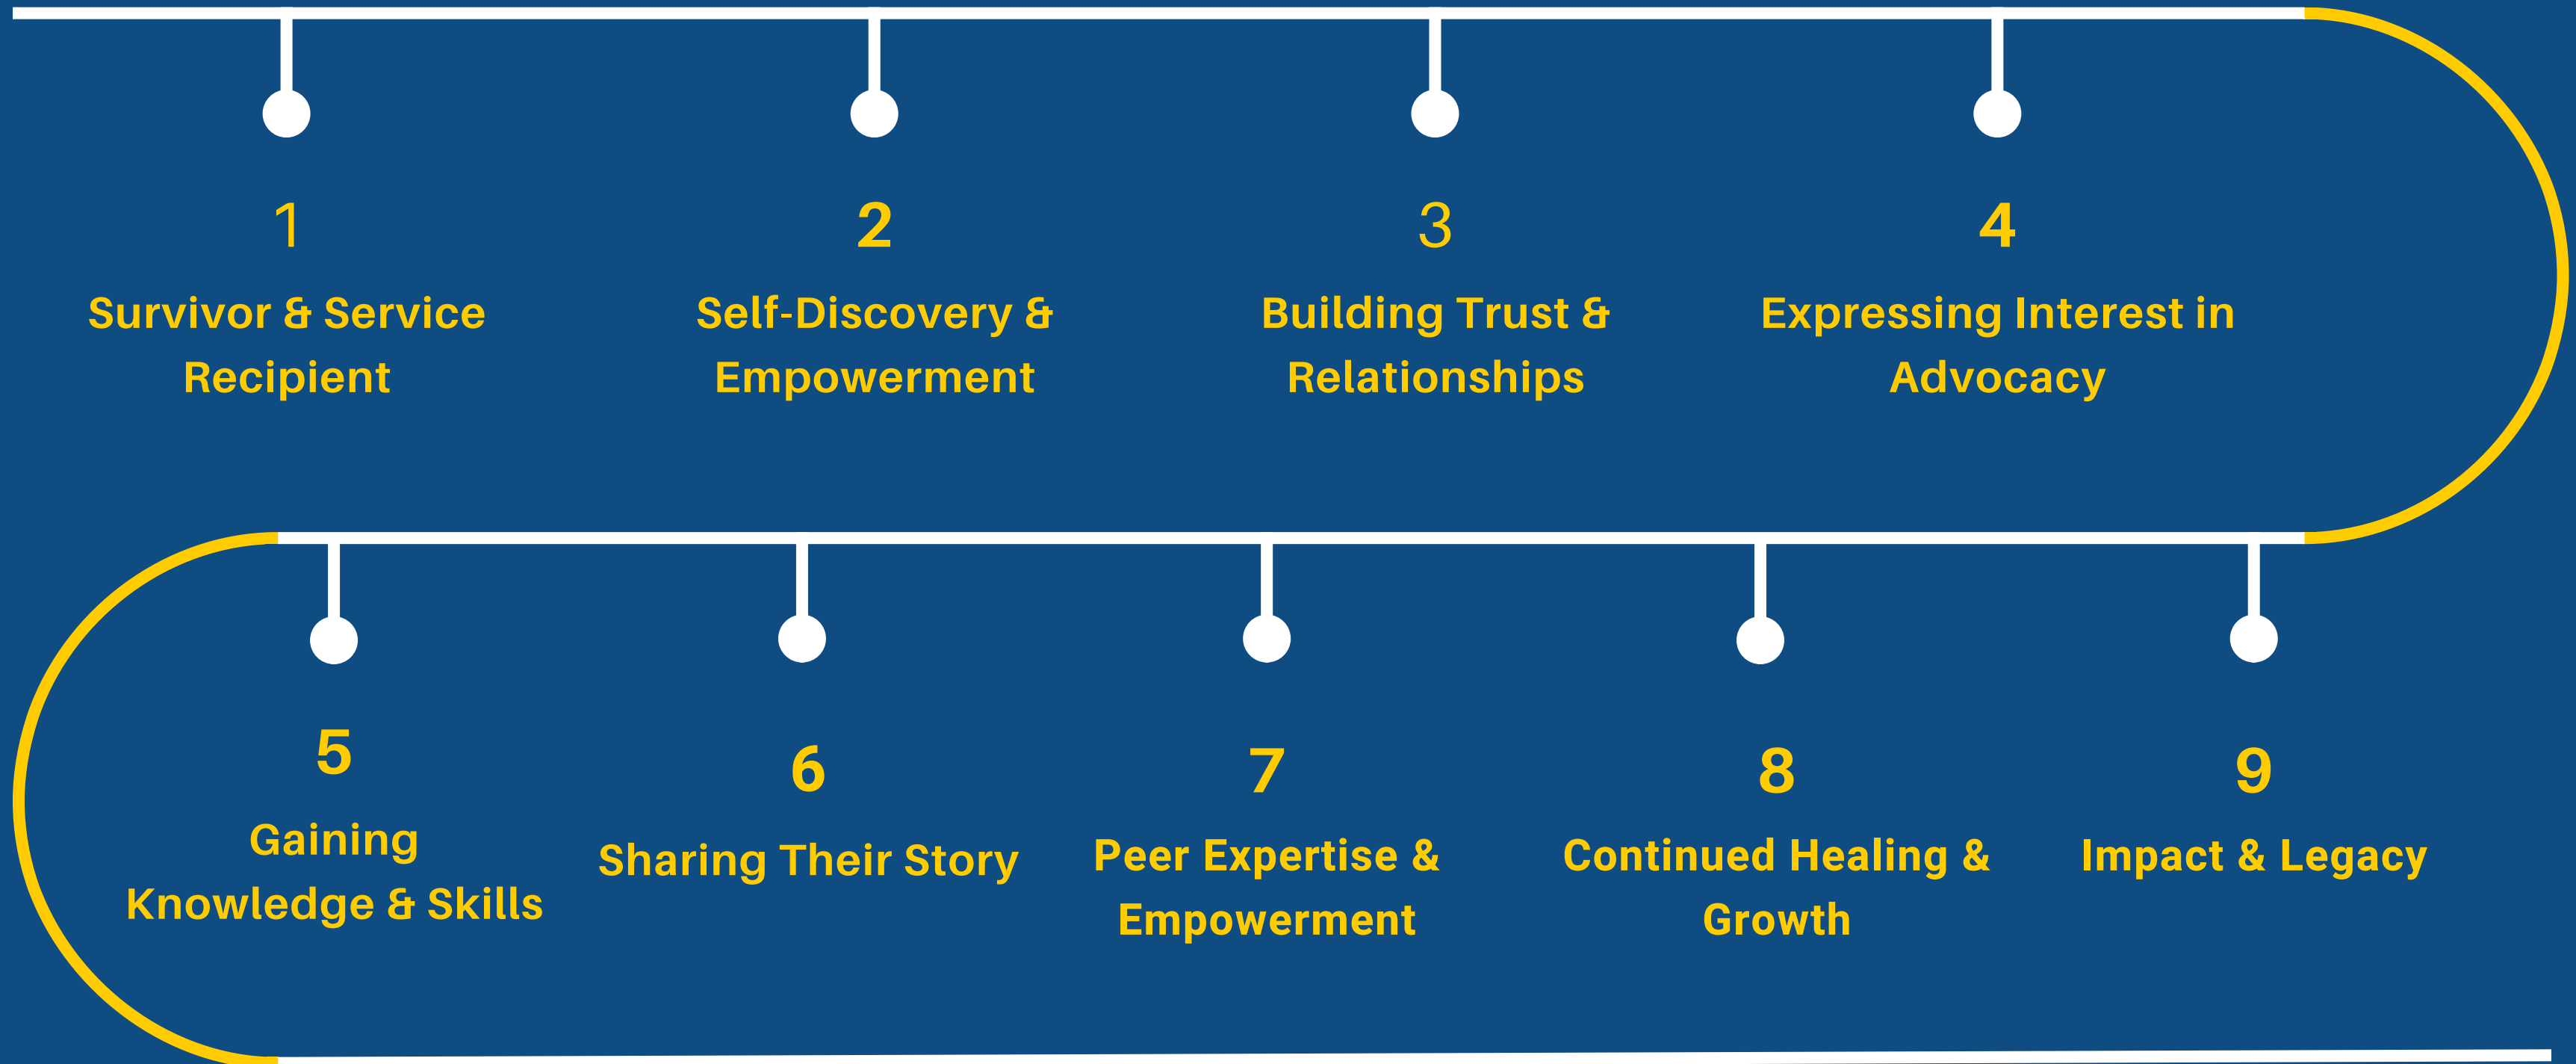 1
Survivor & Service
Recipient
2
Self-Discovery &
Empowerment
3
Building Trust &
Relationships
4
Expressing Interest in
Advocacy
5
Gaining
Knowledge & Skills
6
Sharing Their Story
7
Peer Expertise &
Empowerment
8
Continued Healing &
Growth
9
Impact & Legacy